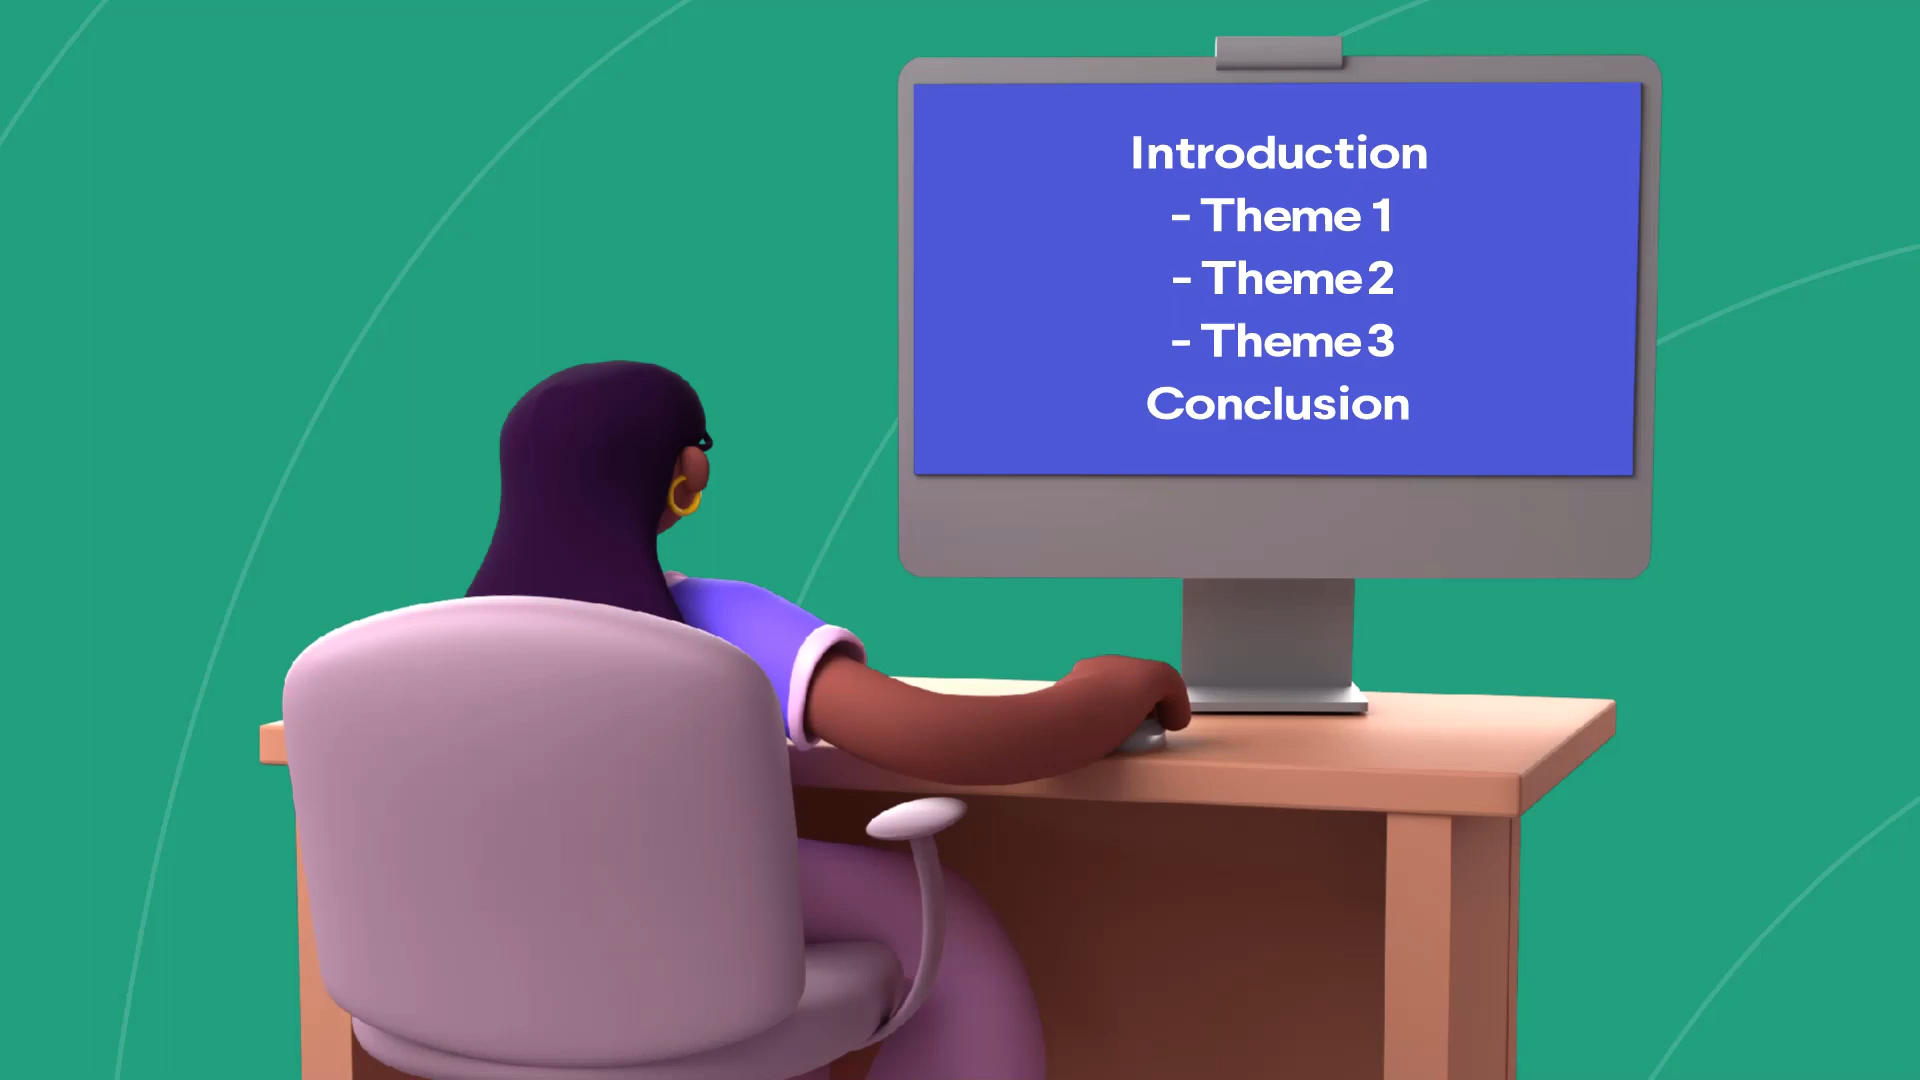 Introduction
- Theme 1
- Theme 2
- Theme 3
Conclusion